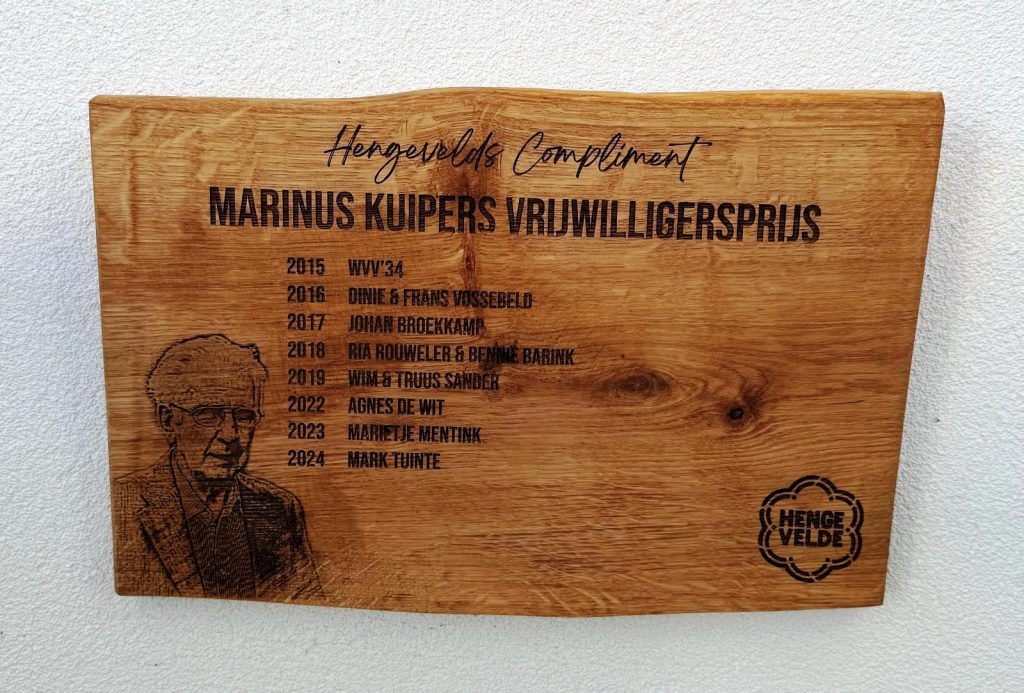 Hengevelds Compliment
MARINUS KUIPERS VRIJWILLIGERSPRIJS
2015 WVV'34
2016 DINIE & FRANS VOSSEBELD
2017 JOHAN BROEKKAMP
2018 RIA ROUWELER & BENNIE BARINK
2019 WIM & TRUUS SANDER
2022 AGNES DE WIT
2023 MARIETJE MENTINK
2024 MARK TUINTE
HENGE
VELDE